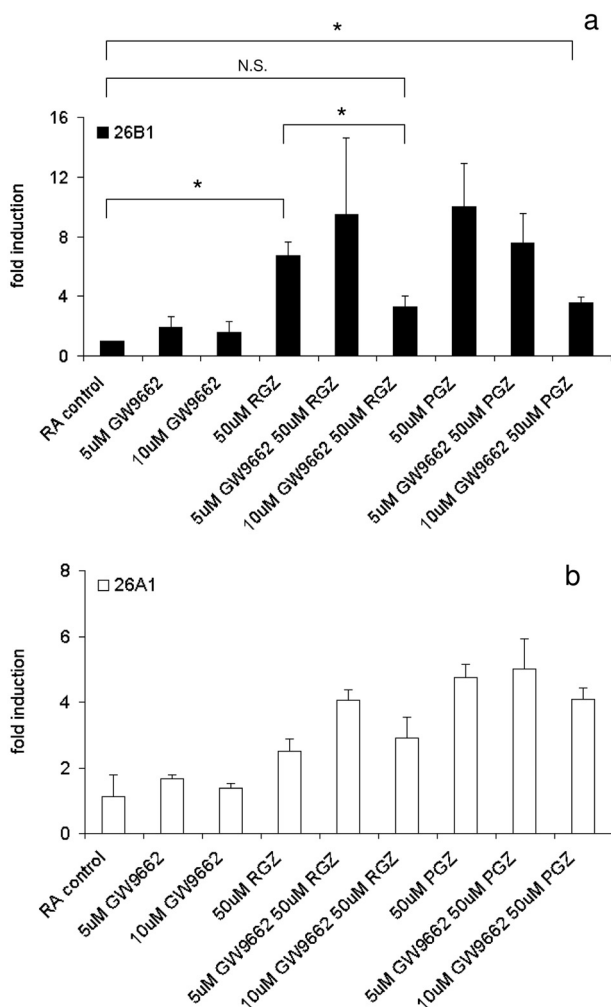 a
*
N.S.
*
*
26B1
fold induction
16
12
8
4
0
RA control
5uM GW9662
10uM GW9662
50uM RGZ
5uM GW9662 50uM RGZ
10uM GW9662 50uM RGZ
50uM PGZ
5uM GW9662 50uM PGZ
10uM GW9662 50uM PGZ
b
26A1
fold induction
8
6
4
2
0
RA control
5uM GW9662
10uM GW9662
50uM RGZ
5uM GW9662 50uM RGZ
10uM GW9662 50uM RGZ
50uM PGZ
5uM GW9662 50uM PGZ
10uM GW9662 50uM PGZ